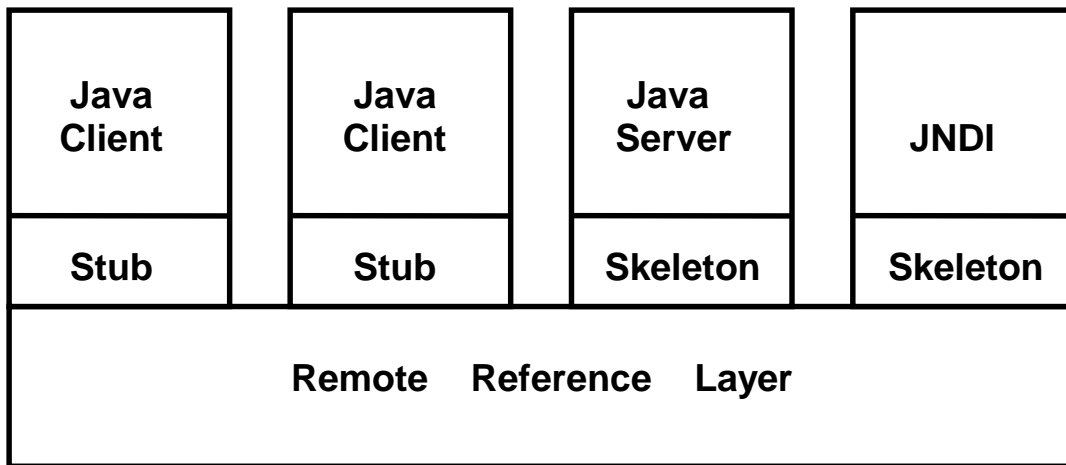 Java
Client
Java
Client
Java
Server
JNDI
Stub
Stub
Skeleton
Skeleton
Remote Reference Layer